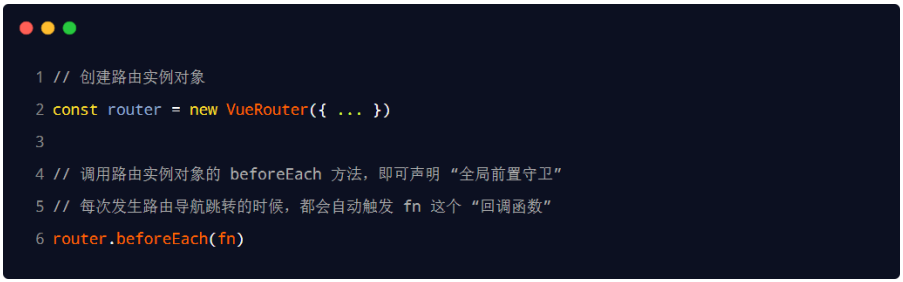 1 // 创建路由实例对象
2 const router = new VueRouter({ ... })
3
4 // 调用路由实例对象的 beforeEach 方法，即可声明 “全局前置守卫”
5 // 每次发生路由导航跳转的时候，都会自动触发 fn 这个 “回调函数”
6 router.beforeEach(fn)